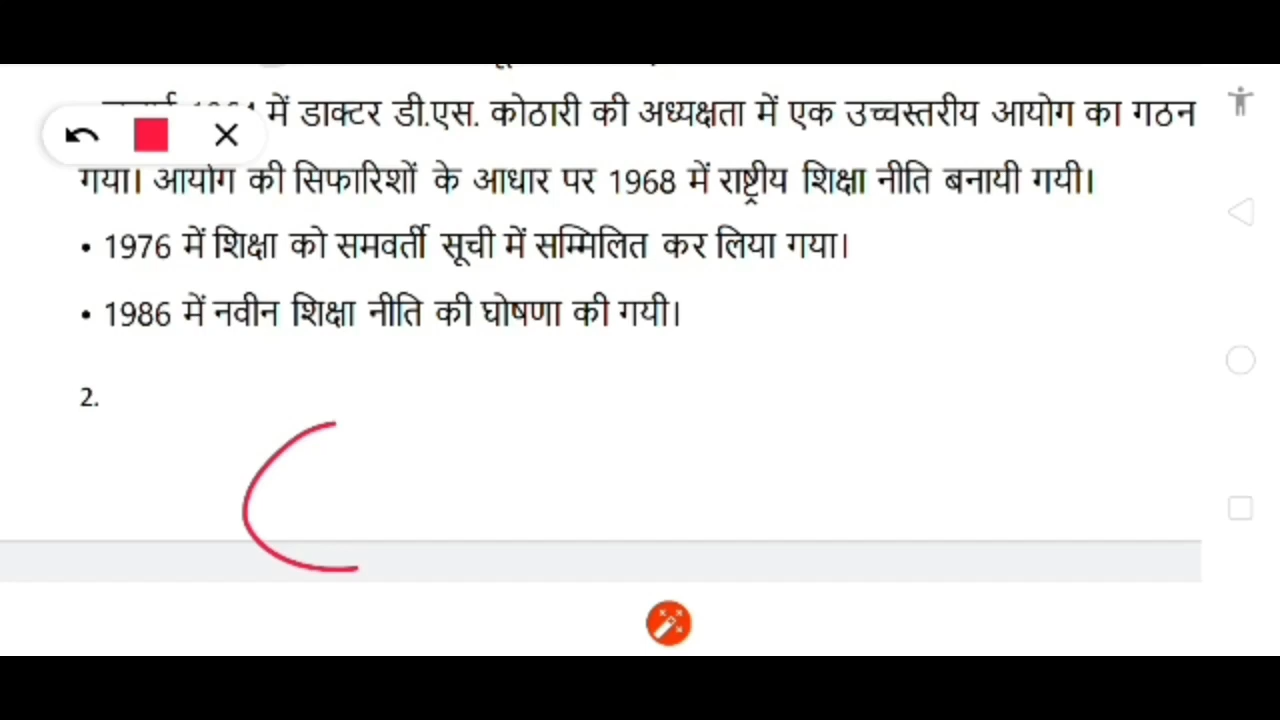 में डाक्टर डी.एस. कोठारी की अध्यक्षता में एक उच्चस्तरीय आयोग का गठन
गया। आयोग की सिफारिशों के आधार पर 1968 में राष्ट्रीय शिक्षा नीति बनायी गयी।
• 1976 में शिक्षा को समवर्ती सूची में सम्मिलित कर लिया गया।
• 1986 में नवीन शिक्षा नीति की घोषणा की गयी।
2.